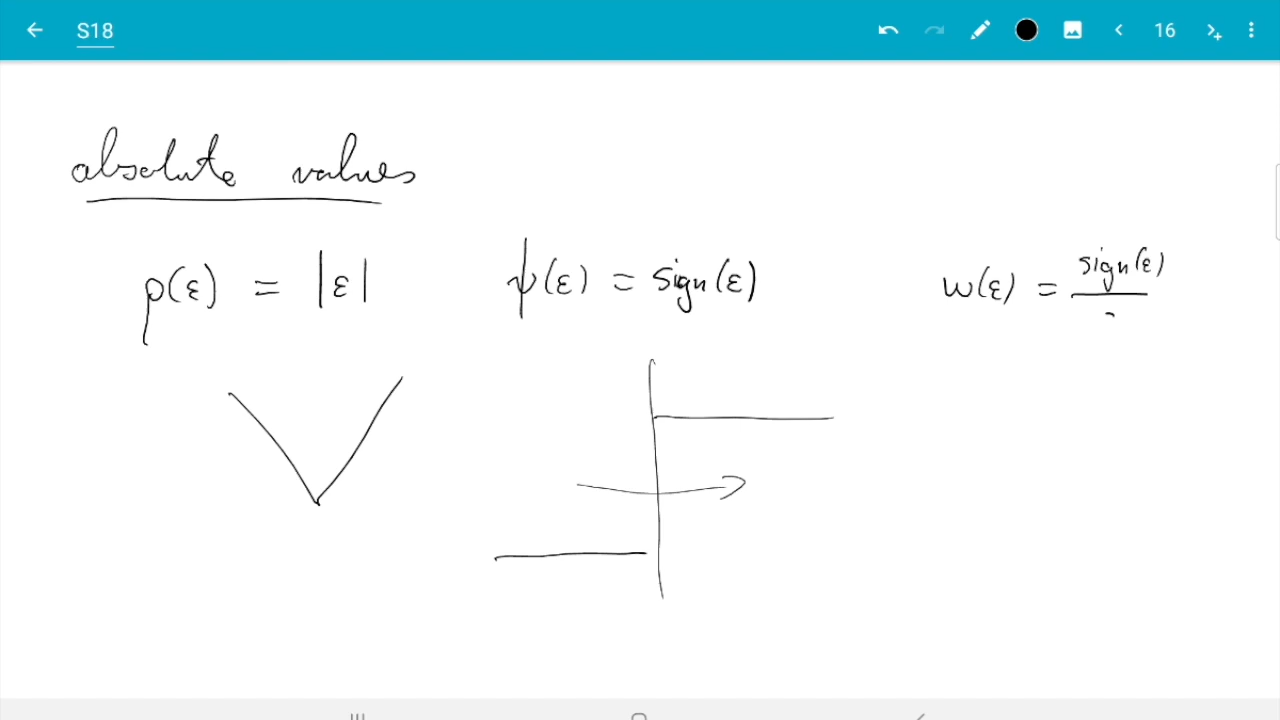 S18
16
absolute values
ρ(ε) = |ε|
ψ(ε) = sign(ε)
w(ε) = sign(ε)/